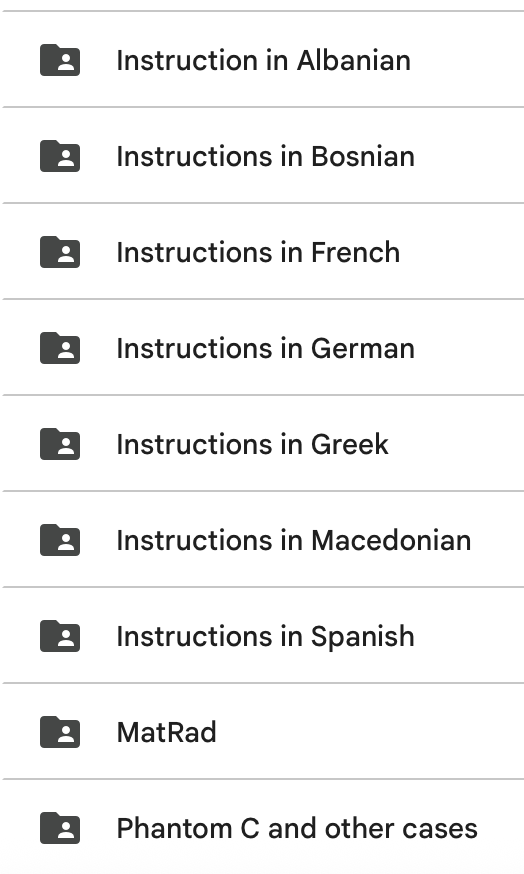 Instruction in Albanian
Instructions in Bosnian
Instructions in French
Instructions in German
Instructions in Greek
Instructions in Macedonian
Instructions in Spanish
MatRad
Phantom C and other cases